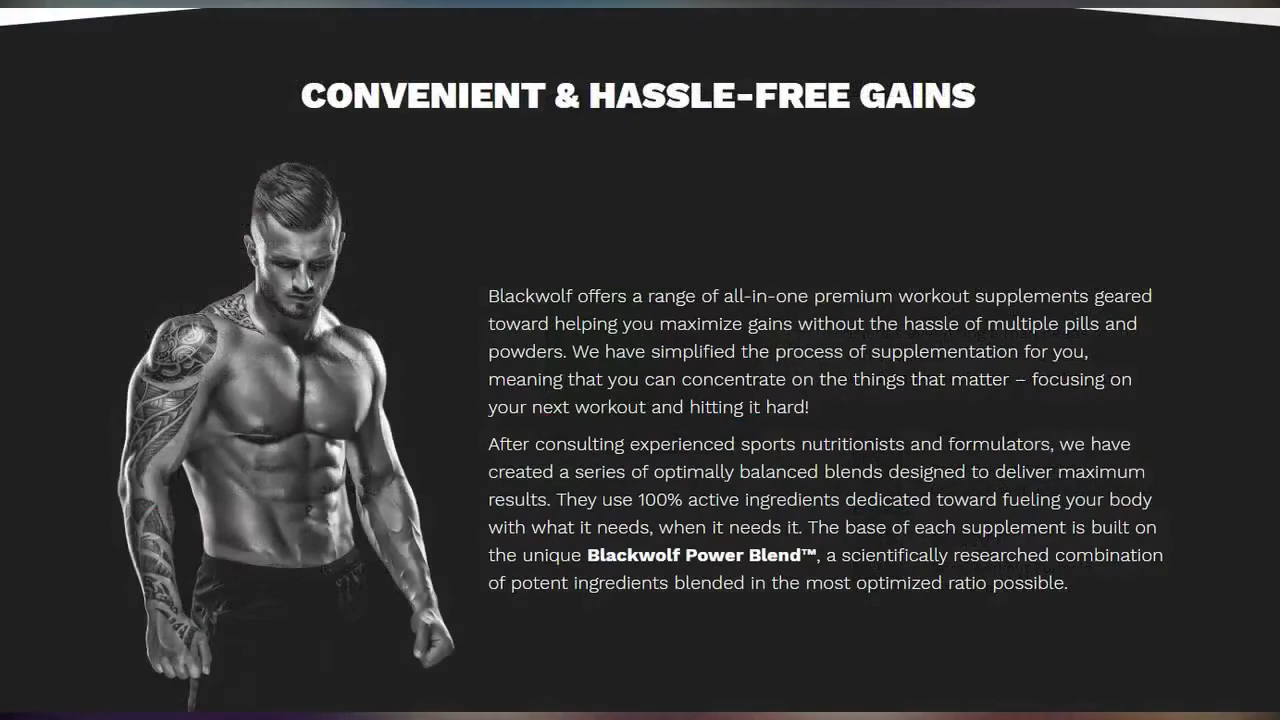 CONVENIENT & HASSLE-FREE GAINS
Blackwolf offers a range of all-in-one premium workout supplements geared
toward helping you maximize gains without the hassle of multiple pills and
powders. We have simplified the process of supplementation for you,
meaning that you can concentrate on the things that matter – focusing on
your next workout and hitting it hard!
After consulting experienced sports nutritionists and formulators, we have
created a series of optimally balanced blends designed to deliver maximum
results. They use 100% active ingredients dedicated toward fueling your body
with what it needs, when it needs it. The base of each supplement is built on
the unique Blackwolf Power Blend™, a scientifically researched combination
of potent ingredients blended in the most optimized ratio possible.